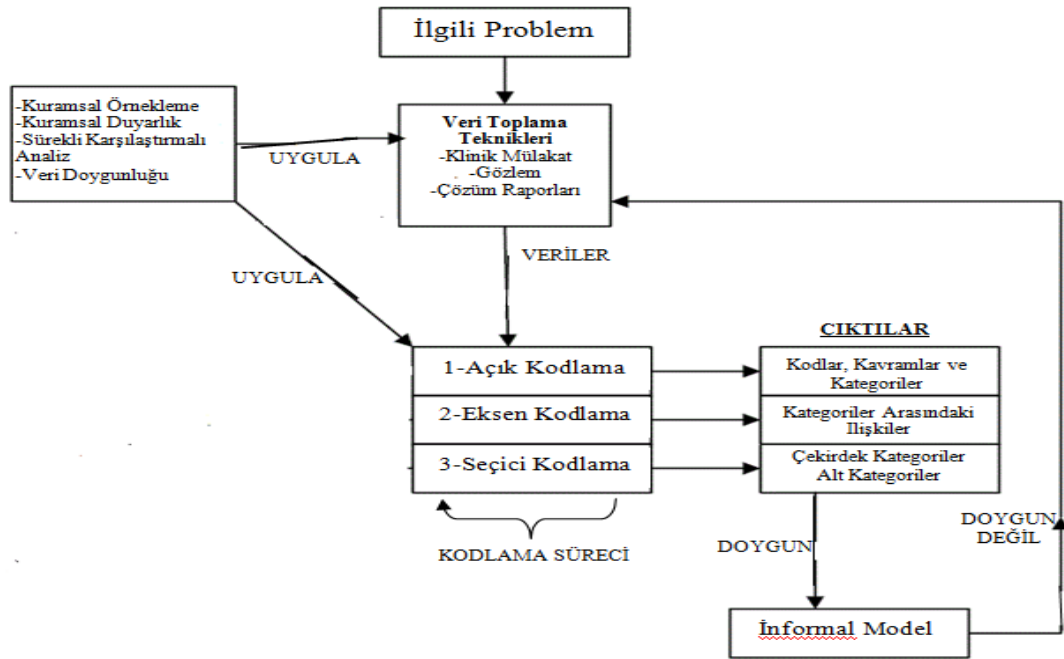 İlgili Problem
-Kuramsal Örnekleme
-Kuramsal Duyarlık
-Sürekli Karşılaştırmalı
Analiz
-Veri Doygunluğu
UYGULA
Veri Toplama
Teknikleri
-Klinik Mülakat
-Gözlem
-Çözüm Raporları
UYGULA
VERİLER
CIKTILAR
1-Açık Kodlama
Kodlar, Kavramlar ve
Kategoriler
2-Eksen Kodlama
Kategoriler Arasındaki
Ilişkiler
3-Seçici Kodlama
Çekirdek Kategoriler
Alt Kategoriler
KODLAMA SÜRECİ
DOYGUN
DOYGUN
DEĞİL
İnformal Model